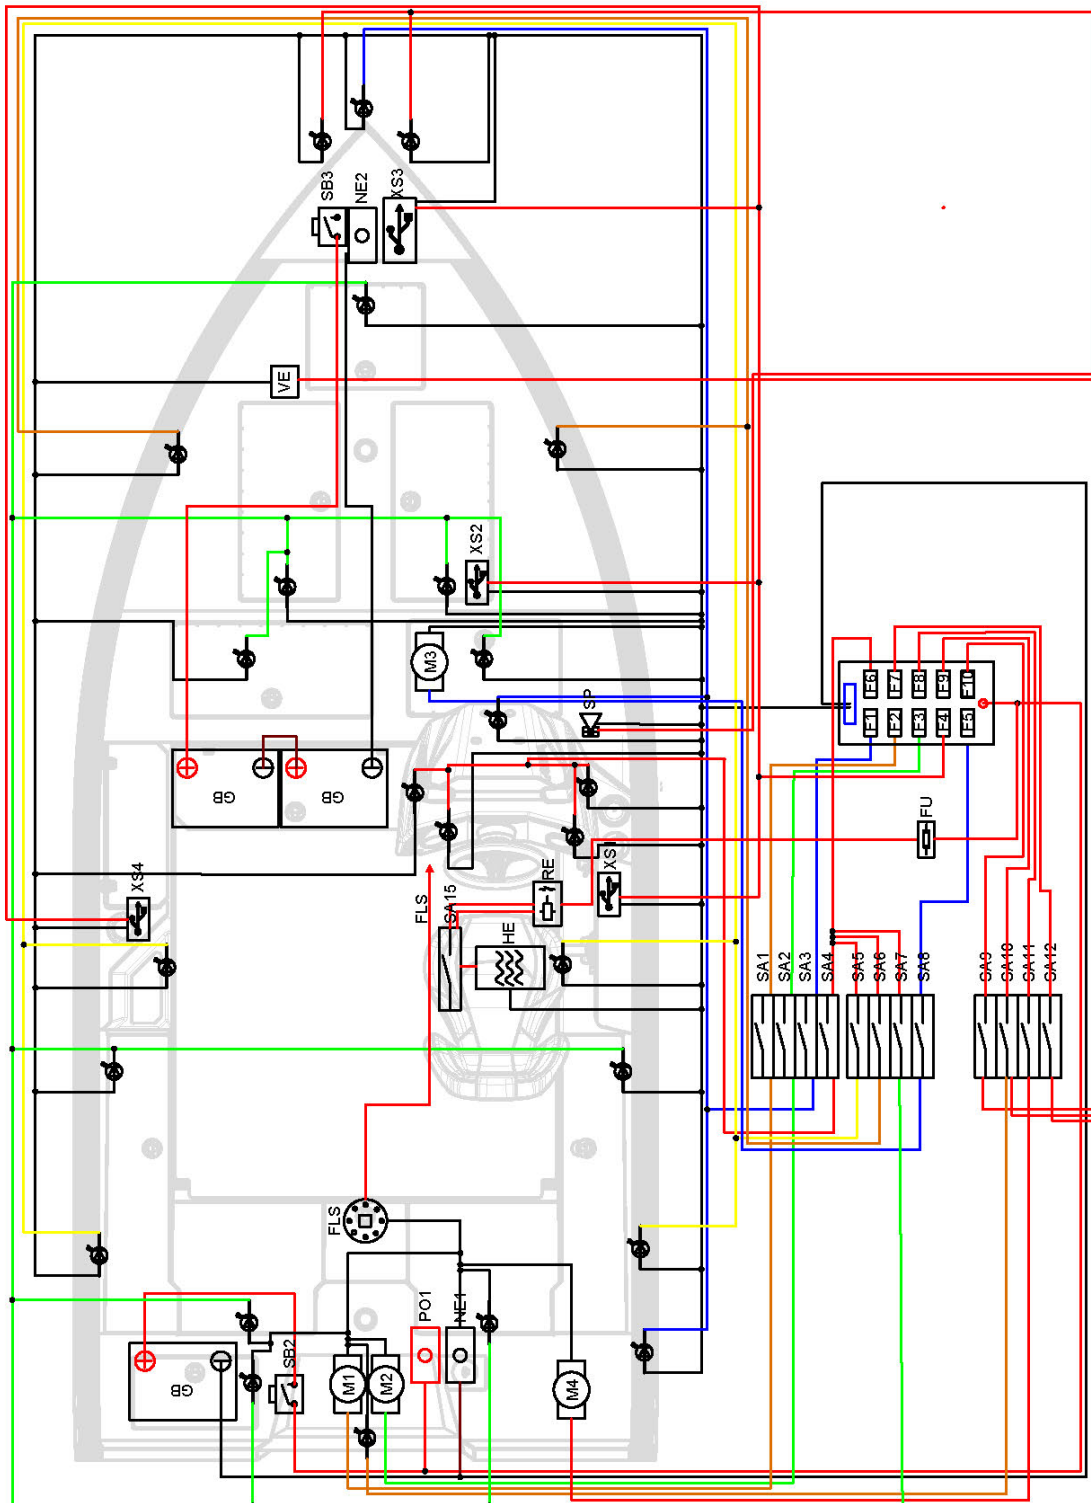 SB3
NE2
XS3
VE
XS2
M3
SP
F6
F7
F8
F9
F10
F1
F2
F3
F4
F5
GB
GB
FU
XS4
FLS
SA15
RE
XS1
HE
SA1
SA2
SA3
SA4
SA5
SA6
SA7
SA8
SA9
SA10
SA11
SA12
FLS
PO1
NE1
SB2
GB
M1
M2
M4